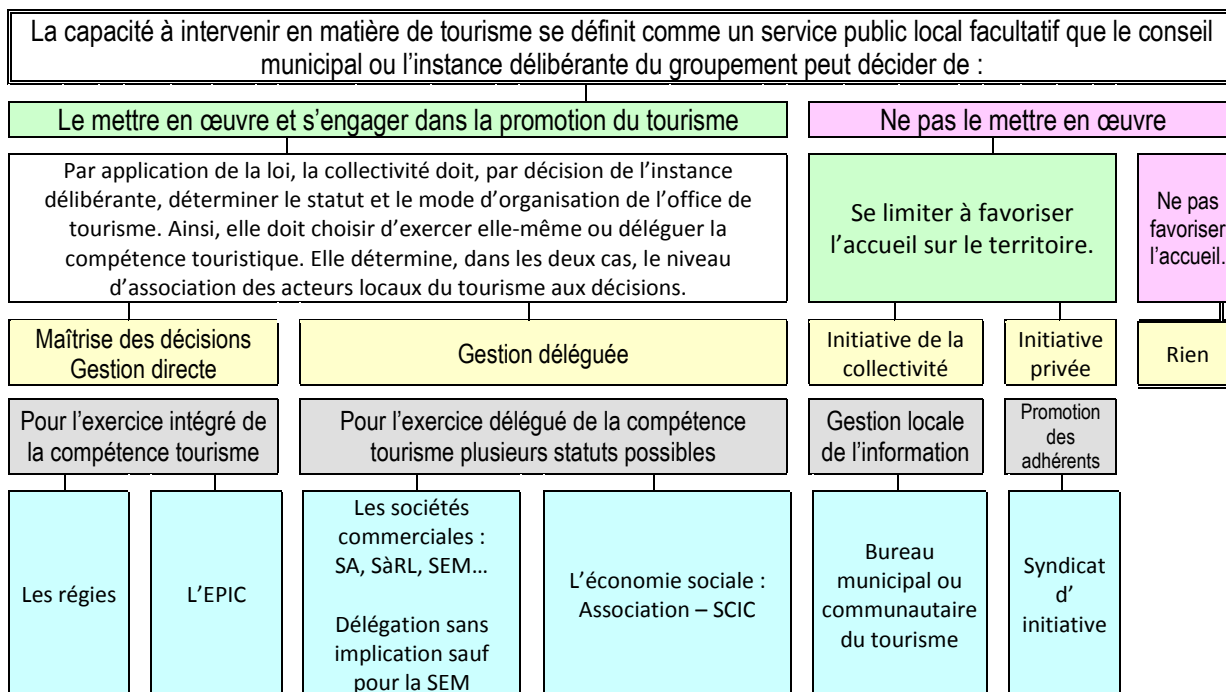 La capacité à intervenir en matière de tourisme se définit comme un service public local facultatif que le conseil
municipal ou l'instance délibérante du groupement peut décider de :
Le mettre en œuvre et s'engager dans la promotion du tourisme
Ne pas le mettre en œuvre
Par application de la loi, la collectivité doit, par décision de l'instance
délibérante, déterminer le statut et le mode d'organisation de l'office de
tourisme. Ainsi, elle doit choisir d'exercer elle-même ou déléguer la
compétence touristique. Elle détermine, dans les deux cas, le niveau
d'association des acteurs locaux du tourisme aux décisions.
Se limiter à favoriser
l'accueil sur le territoire.
Ne pas
favoriser
l'accueil.
Maîtrise des décisions
Gestion directe
Gestion déléguée
Initiative de la
collectivité
Initiative
privée
Rien
Pour l'exercice intégré de
la compétence tourisme
Pour l'exercice délégué de la compétence
tourisme plusieurs statuts possibles
Gestion locale
de l'information
Promotion
des
adhérents
Les régies
L'EPIC
Les sociétés
commerciales :
SA, SàRL, SEM…
Délégation sans
implication sauf
pour la SEM
L'économie sociale :
Association – SCIC
Bureau
municipal ou
communautaire
du tourisme
Syndicat
d'
initiative